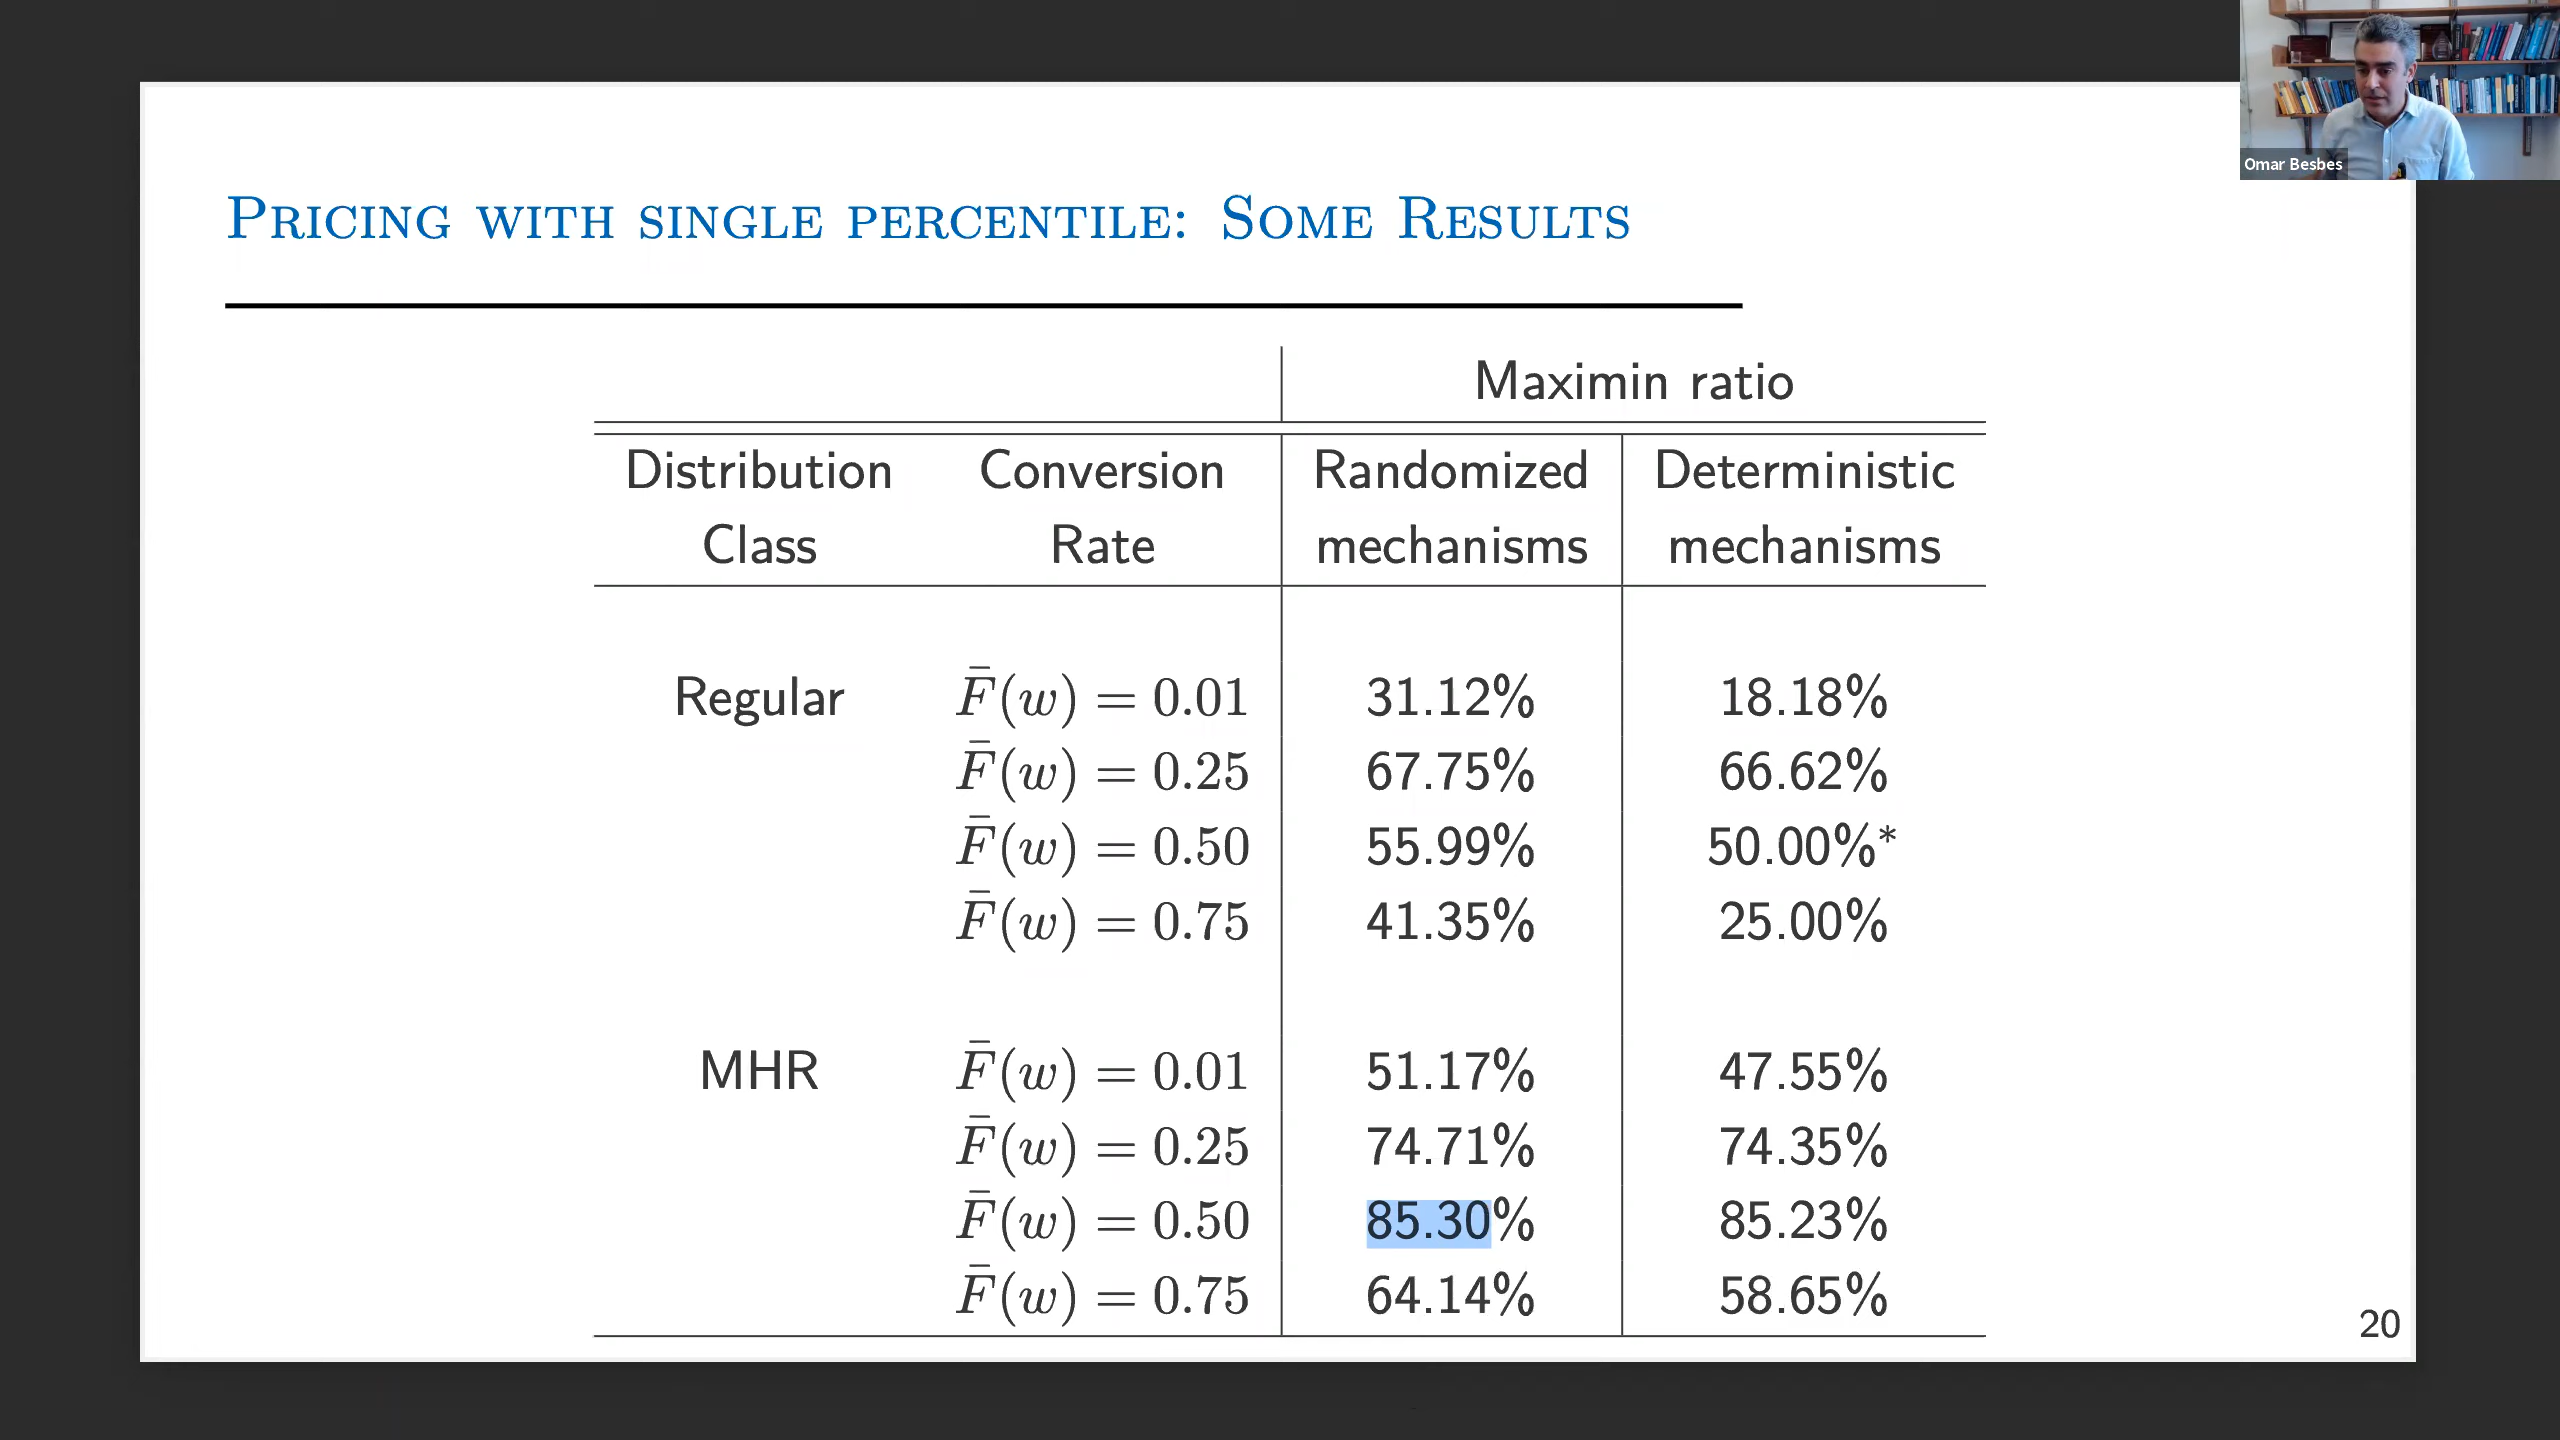 Omar Besbes
Pricing with single percentile: Some Results
Maximin ratio
Distribution Conversion Randomized Deterministic
Class Rate mechanisms mechanisms
Regular F̄(w) = 0.01 31.12% 18.18%
F̄(w) = 0.25 67.75% 66.62%
F̄(w) = 0.50 55.99% 50.00%*
F̄(w) = 0.75 41.35% 25.00%
MHR F̄(w) = 0.01 51.17% 47.55%
F̄(w) = 0.25 74.71% 74.35%
F̄(w) = 0.50 85.30% 85.23%
F̄(w) = 0.75 64.14% 58.65%
20